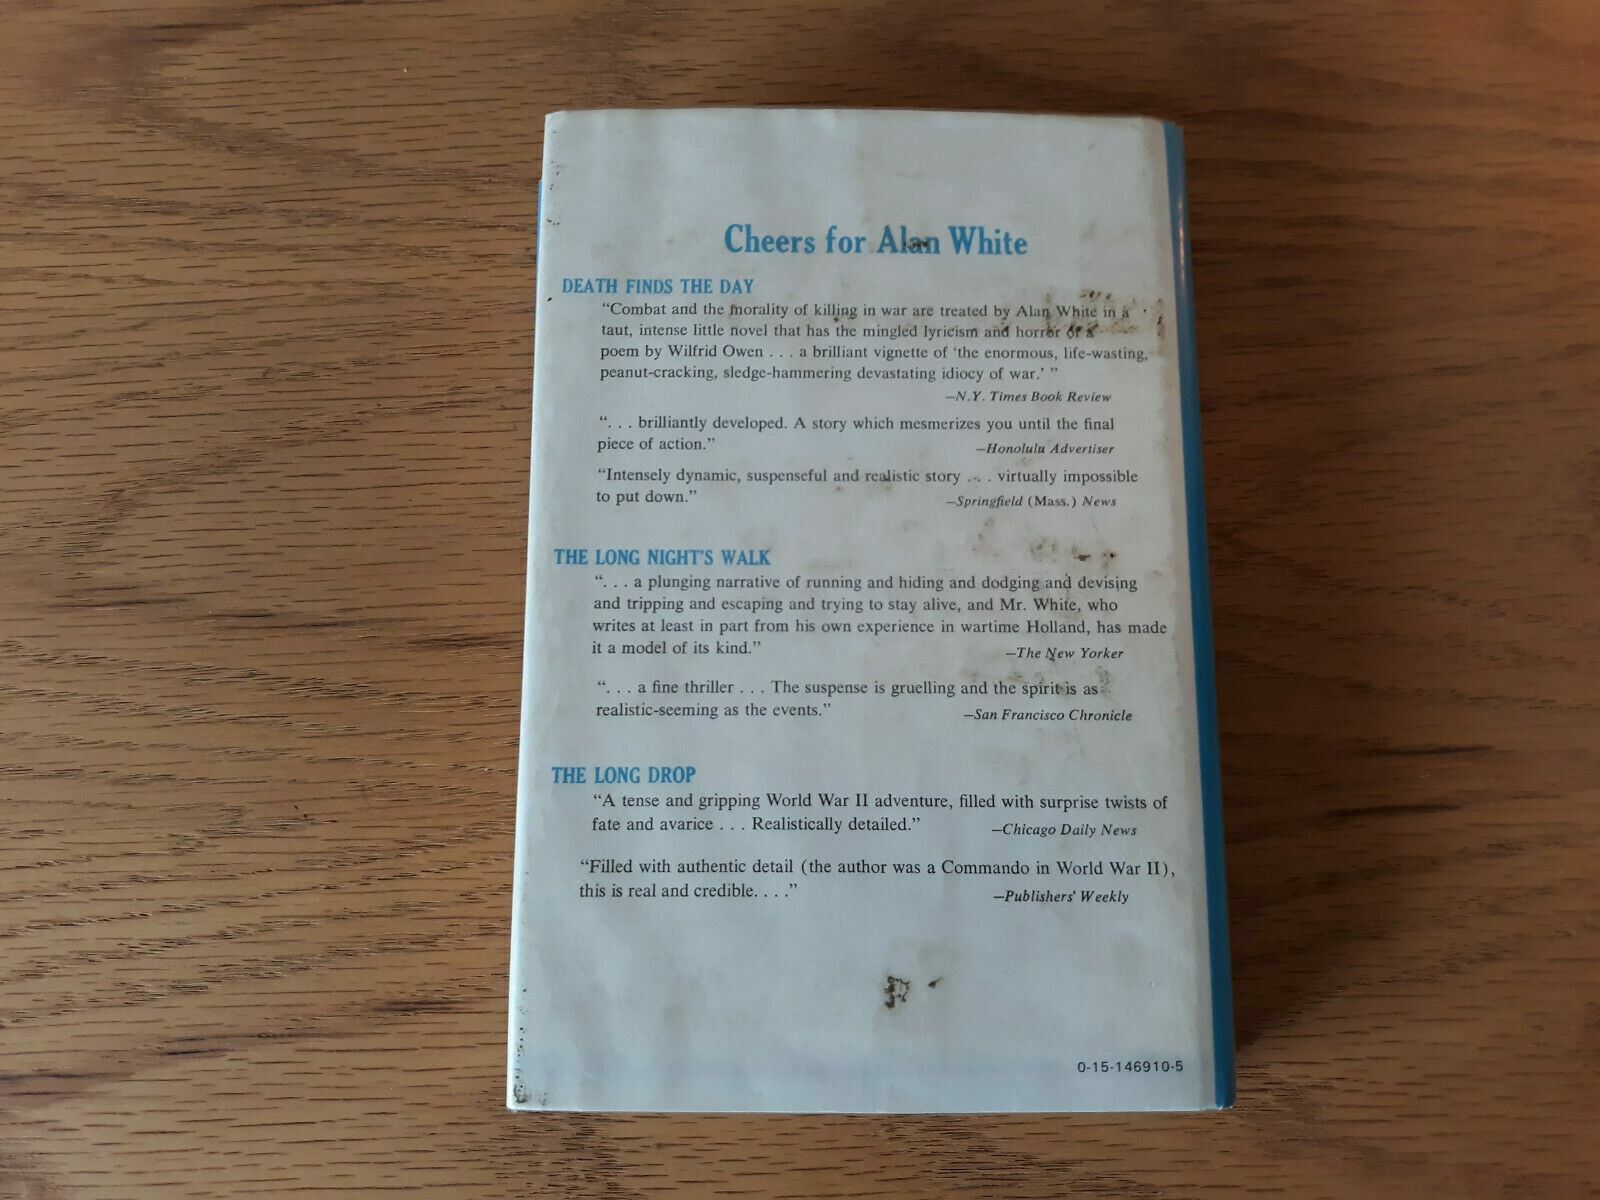 Cheers for Alan White
DEATH FINDS THE DAY
“Combat and the morality of killing in war are treated by Alan White in a
taut, intense little novel that has the mingled lyricism and horror of a
poem by Wilfrid Owen . . . a brilliant vignette of ‘the enormous, life-wasting,
peanut-cracking, sledge-hammering devastating idiocy of war.’ ”
—N.Y. Times Book Review
“. . . brilliantly developed. A story which mesmerizes you until the final
piece of action.”
—Honolulu Advertiser
“Intensely dynamic, suspenseful and realistic story . . . virtually impossible
to put down.”
—Springfield (Mass.) News
THE LONG NIGHT'S WALK
“. . . a plunging narrative of running and hiding and dodging and devising
and tripping and escaping and trying to stay alive, and Mr. White, who
writes at least in part from his own experience in wartime Holland, has made
it a model of its kind.”
—The New Yorker
“. . . a fine thriller . . . The suspense is gruelling and the spirit is as
realistic-seeming as the events.”
—San Francisco Chronicle
THE LONG DROP
“A tense and gripping World War II adventure, filled with surprise twists of
fate and avarice . . . Realistically detailed.”
—Chicago Daily News
“Filled with authentic detail (the author was a Commando in World War II),
this is real and credible. . . .”
—Publishers' Weekly
0-15-146910-5